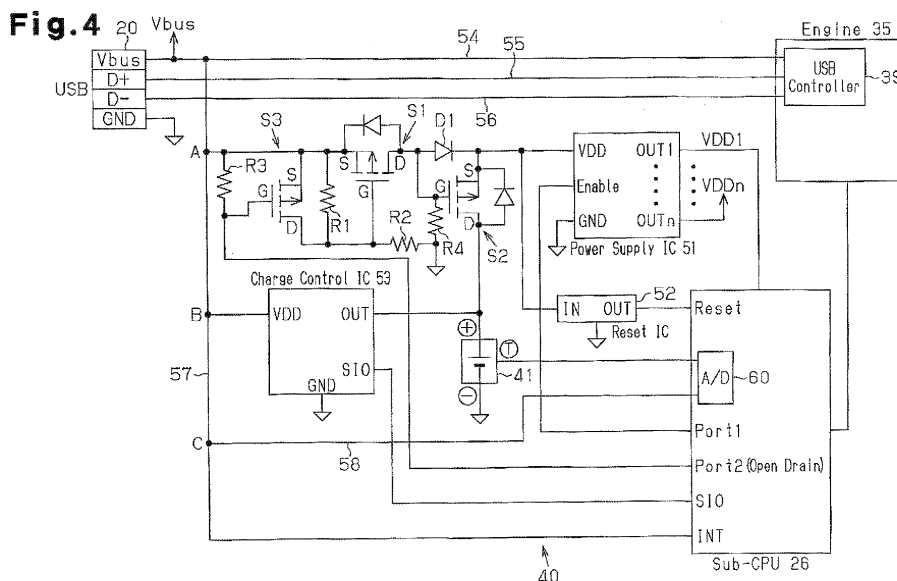 Fig.4
20
Vbus
Vbus
D+
USB
D-
GND
54
55
56
Engine 35
USB
Controller
39
A
S3
S1
D1
R3
S
D
G
S
G
D
R1
R2
G
S
D
R4
S2
VDD
OUT1
Enable
GND
OUTn
Power Supply IC 51
VDD1
VDDn
Charge Control IC 53
B
VDD
OUT
SIO
GND
57
+
T
-
41
IN
OUT
52
Reset IC
Reset
A/D
60
C
58
Port1
Port2(Open Drain)
SIO
INT
40
Sub-CPU 26